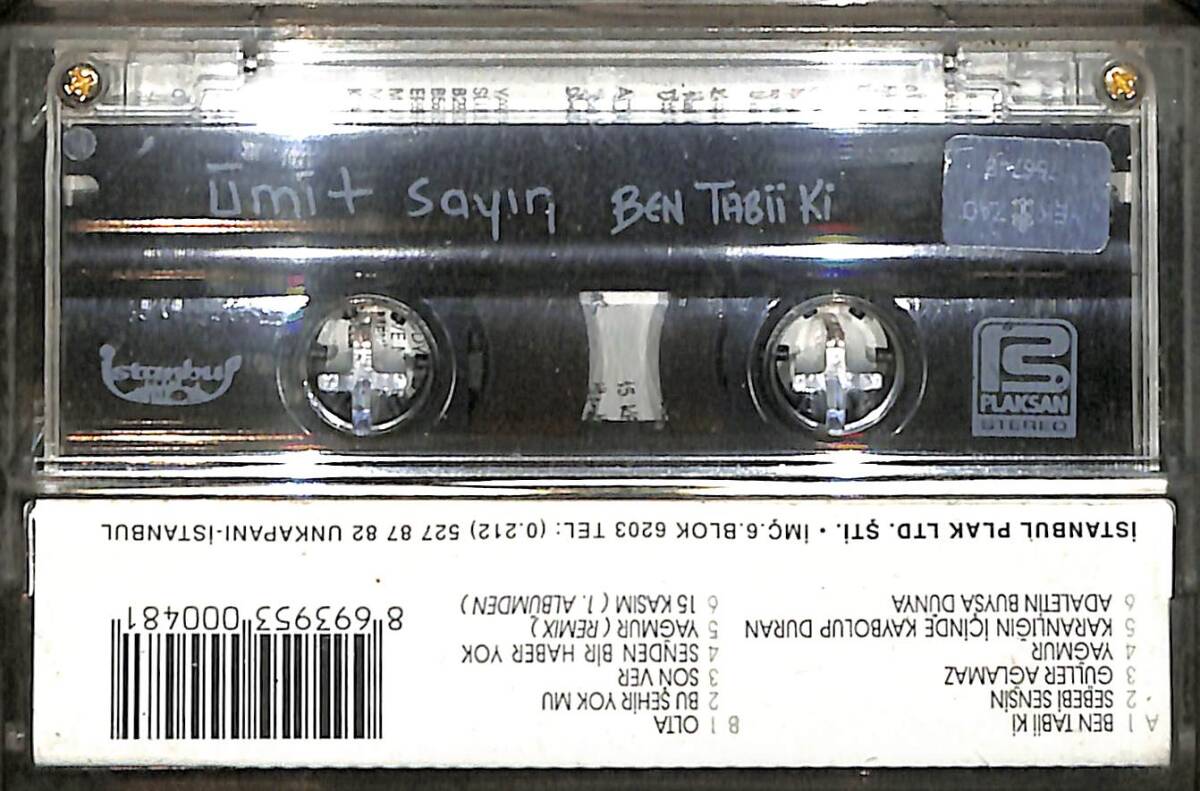 Ümit Sayın BEN TABİİ Kİ
istanbul
PLAKSAN
STEREO
A 1 BEN TABİİ Kİ
2 SEBEBİ SENSİN
3 GÜLLER AĞLAMAZ
4 YAĞMUR
5 KARANLIĞIN İÇİNDE KAYBOLUP DURAN
6 ADALETİN BUYSA DÜNYA
B 1 OLTA
2 BU ŞEHİR YOK MU
3 SON VER
4 SENDEN BİR HABER YOK
5 YAĞMUR ( REMIX )
6 15 KASIM ( 1. ALBÜMDEN )
8 693953 000481
İSTANBUL PLAK LTD. ŞTİ. • İMÇ.6.BLOK 6203 TEL: (0.212) 527 87 82 UNKAPANI-İSTANBUL